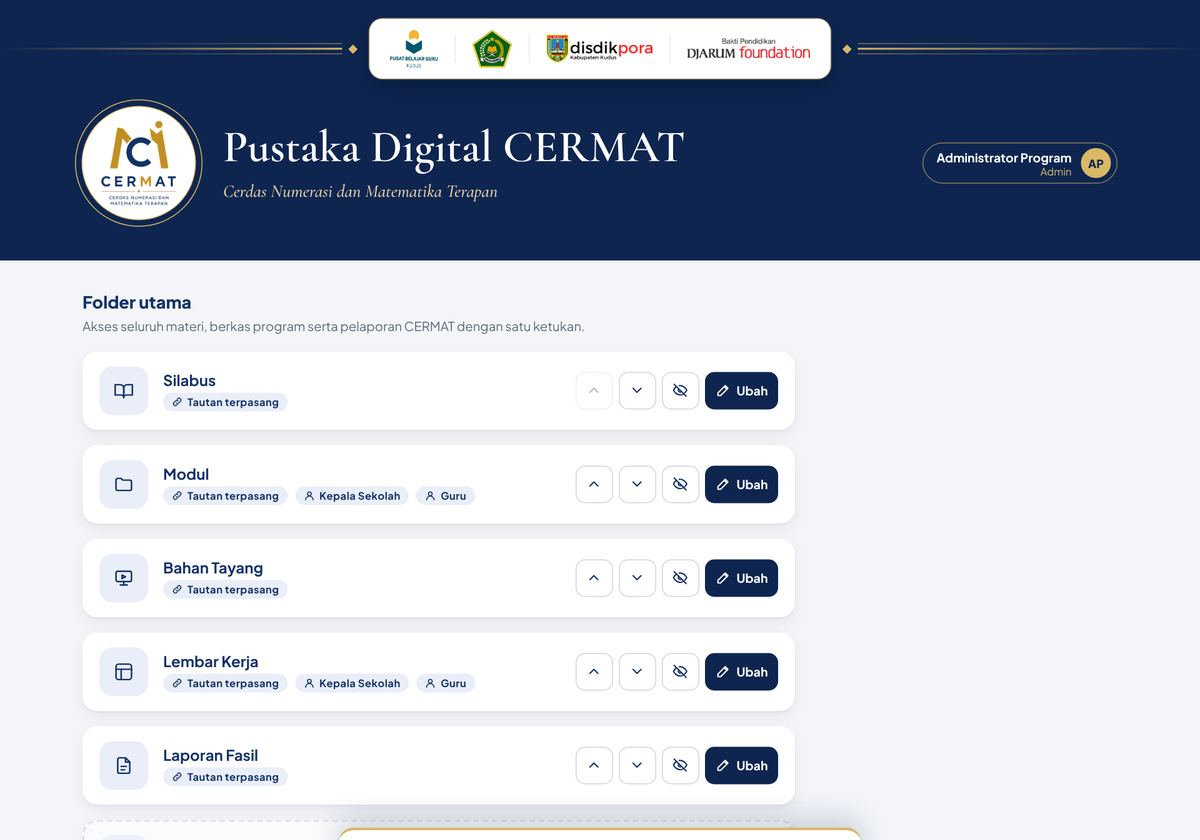 PUSAT BELAJAR GURU
KUDUS
disdikpora
Kabupaten Kudus
Bakti Pendidikan
DJARUM foundation
CERMAT
CERDAS NUMERASI DAN
MATEMATIKA TERAPAN
Pustaka Digital CERMAT
Cerdas Numerasi dan Matematika Terapan
Administrator Program
Admin
AP
Folder utama
Akses seluruh materi, berkas program serta pelaporan CERMAT dengan satu ketukan.
Silabus
Tautan terpasang
Ubah
Modul
Tautan terpasang Kepala Sekolah Guru
Ubah
Bahan Tayang
Tautan terpasang
Ubah
Lembar Kerja
Tautan terpasang Kepala Sekolah Guru
Ubah
Laporan Fasil
Tautan terpasang
Ubah